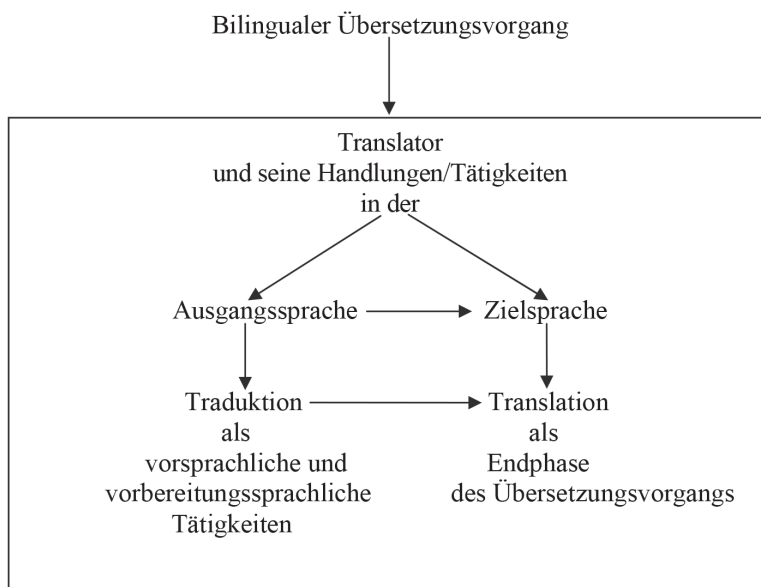 Bilingualer Übersetzungsvorgang
Translator
und seine Handlungen/Tätigkeiten
in der
Ausgangssprache
Zielsprache
Traduktion
als
vorsprachliche und
vorbereitungssprachliche
Tätigkeiten
Translation
als
Endphase
des Übersetzungsvorgangs